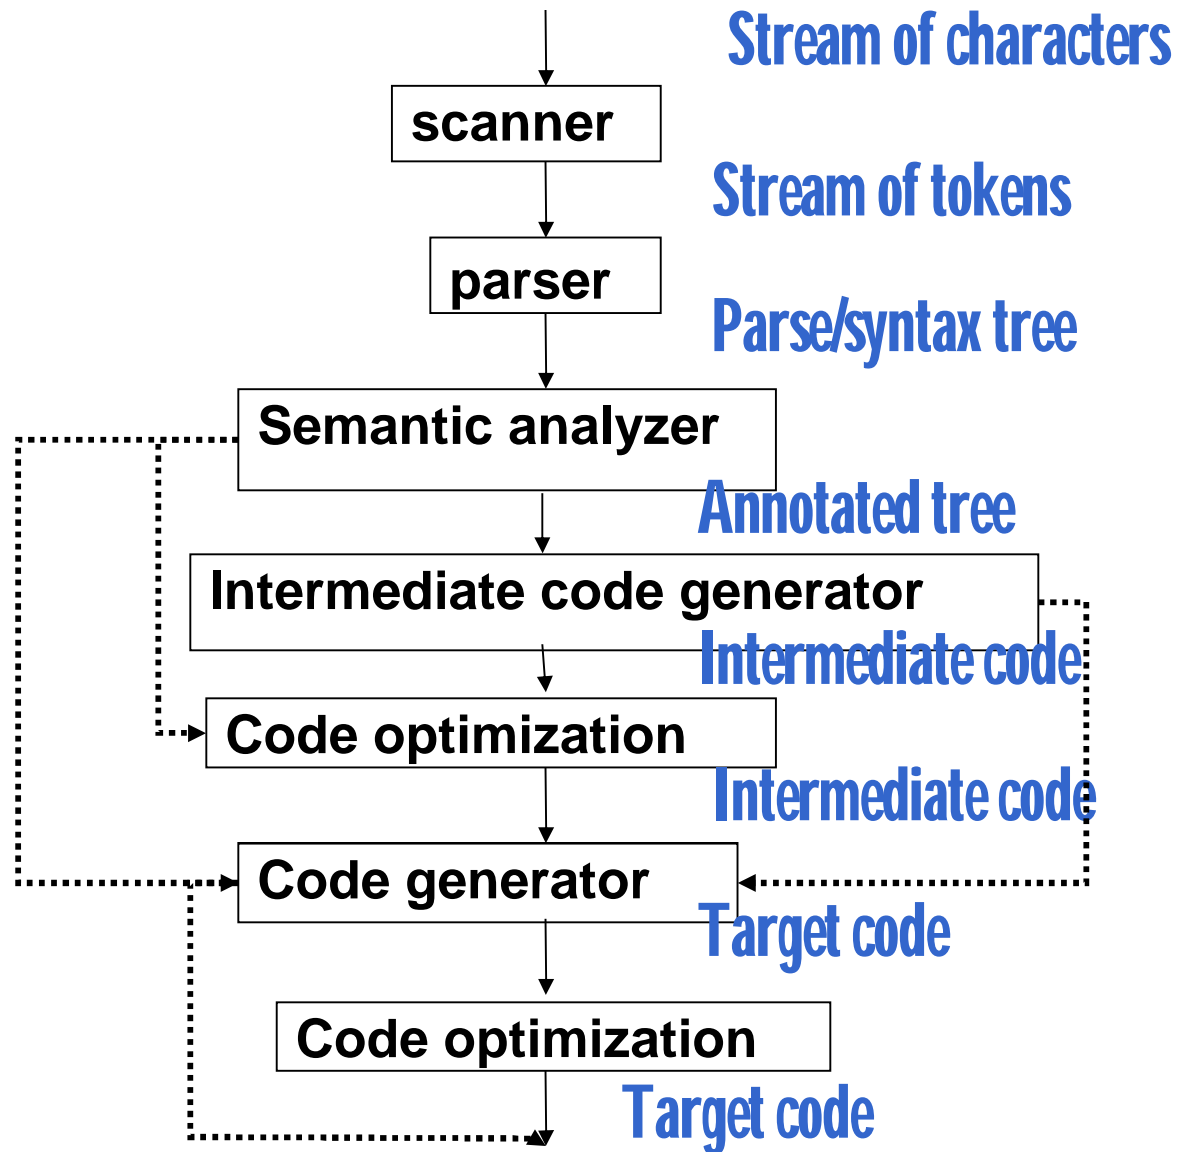 Stream of characters
scanner
Stream of tokens
parser
Parse/syntax tree
Semantic analyzer
Annotated tree
Intermediate code generator
Intermediate code
Code optimization
Intermediate code
Code generator
Target code
Code optimization
Target code